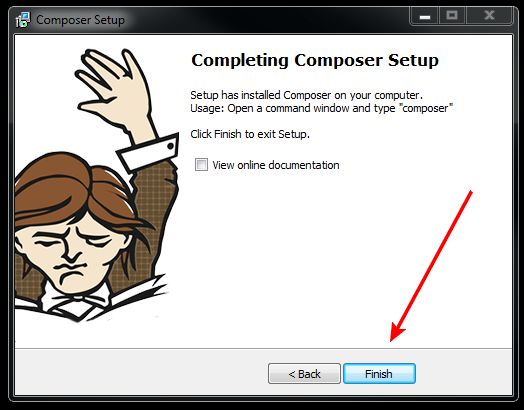 Composer Setup
Completing Composer Setup
Setup has installed Composer on your computer.
Usage: Open a command window and type "composer"
Click Finish to exit Setup.
View online documentation
< Back
Finish